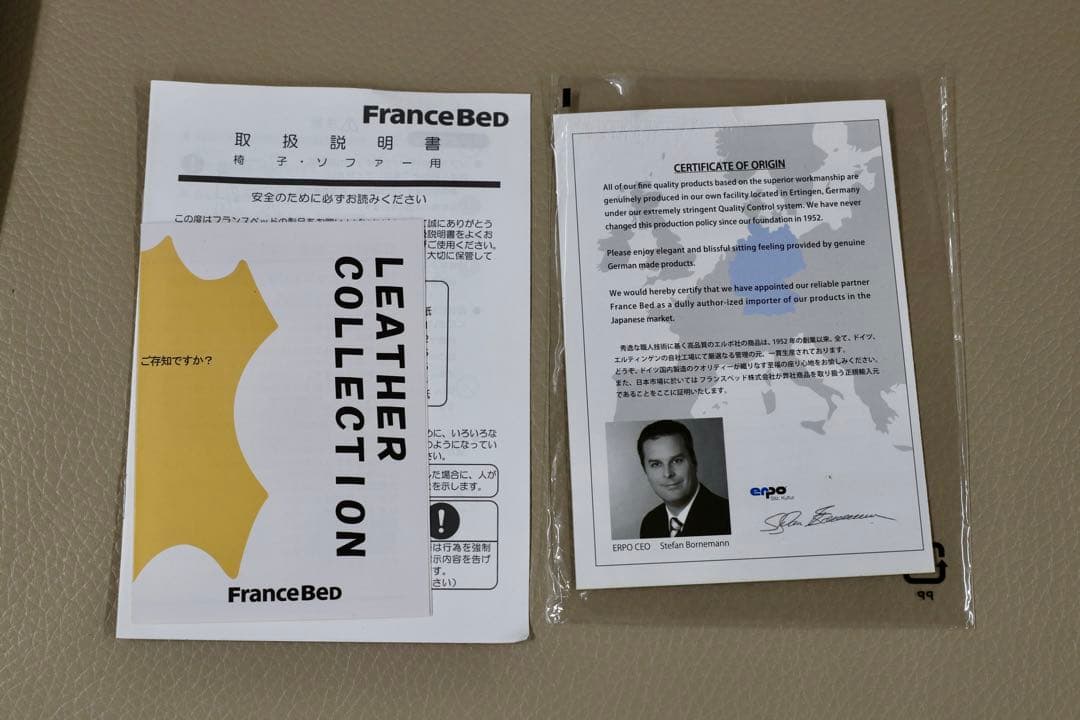 FRANCEBED
取扱説明書
椅子・ソファー用
安全のために必ずお読みください
この度はフランスベッドの製品をお買い
誠にありがとう
説明書をよくお
ご使用ください。
大切に保管して
めに、いろいろな
のようになってい
さい。
た場合に、人が
を示します。
!
は行為を強制
示内容を告げ
す。
さい)
LEATHER
COLLECTION
ご存知ですか?
FRANCEBED
CERTIFICATE OF ORIGIN
All of our fine quality products based on the superior workmanship are
genuinely produced in our own facility located in Ertingen, Germany
under our extremely stringent Quality Control system. We have never
changed this production policy since our foundation in 1952.
Please enjoy elegant and blissful sitting feeling provided by genuine
German made products.
We would hereby certify that we have appointed our reliable partner
France Bed as a dully author-ized importer of our products in the
Japanese market.
秀逸な職人技術に基く高品質のエルポ社の商品は、1952年の創業以来、全て、ドイツ、
エルティンゲンの自社工場にて厳選なる管理の元、一貫生産されております。
どうぞ、ドイツ国内製造のクオリティーが織りなす至福の座り心地をお愉しみください。
また、日本市場に於いては フランスベッド株式会社が弊社商品を取り扱う正規輸入元
であることをここに証明いたします。
erpo
Sitz. Kultur.
ERPO CEO Stefan Bornemann
PP